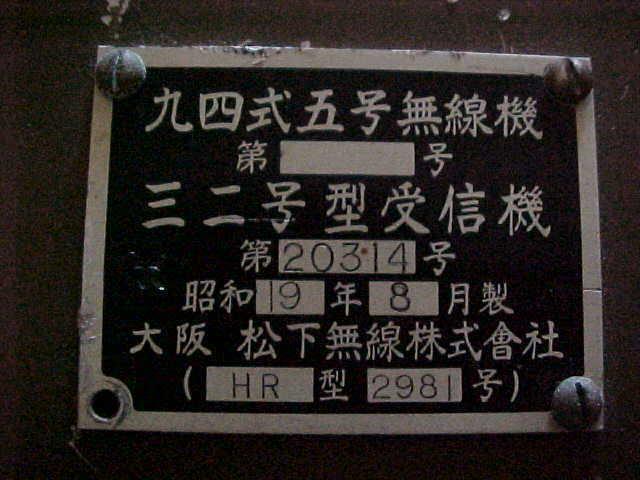 九四式五号無線機
第 号
三二号型受信機
第20314号
昭和19年8月製
大阪 松下無線株式會社
(HR型2981号)